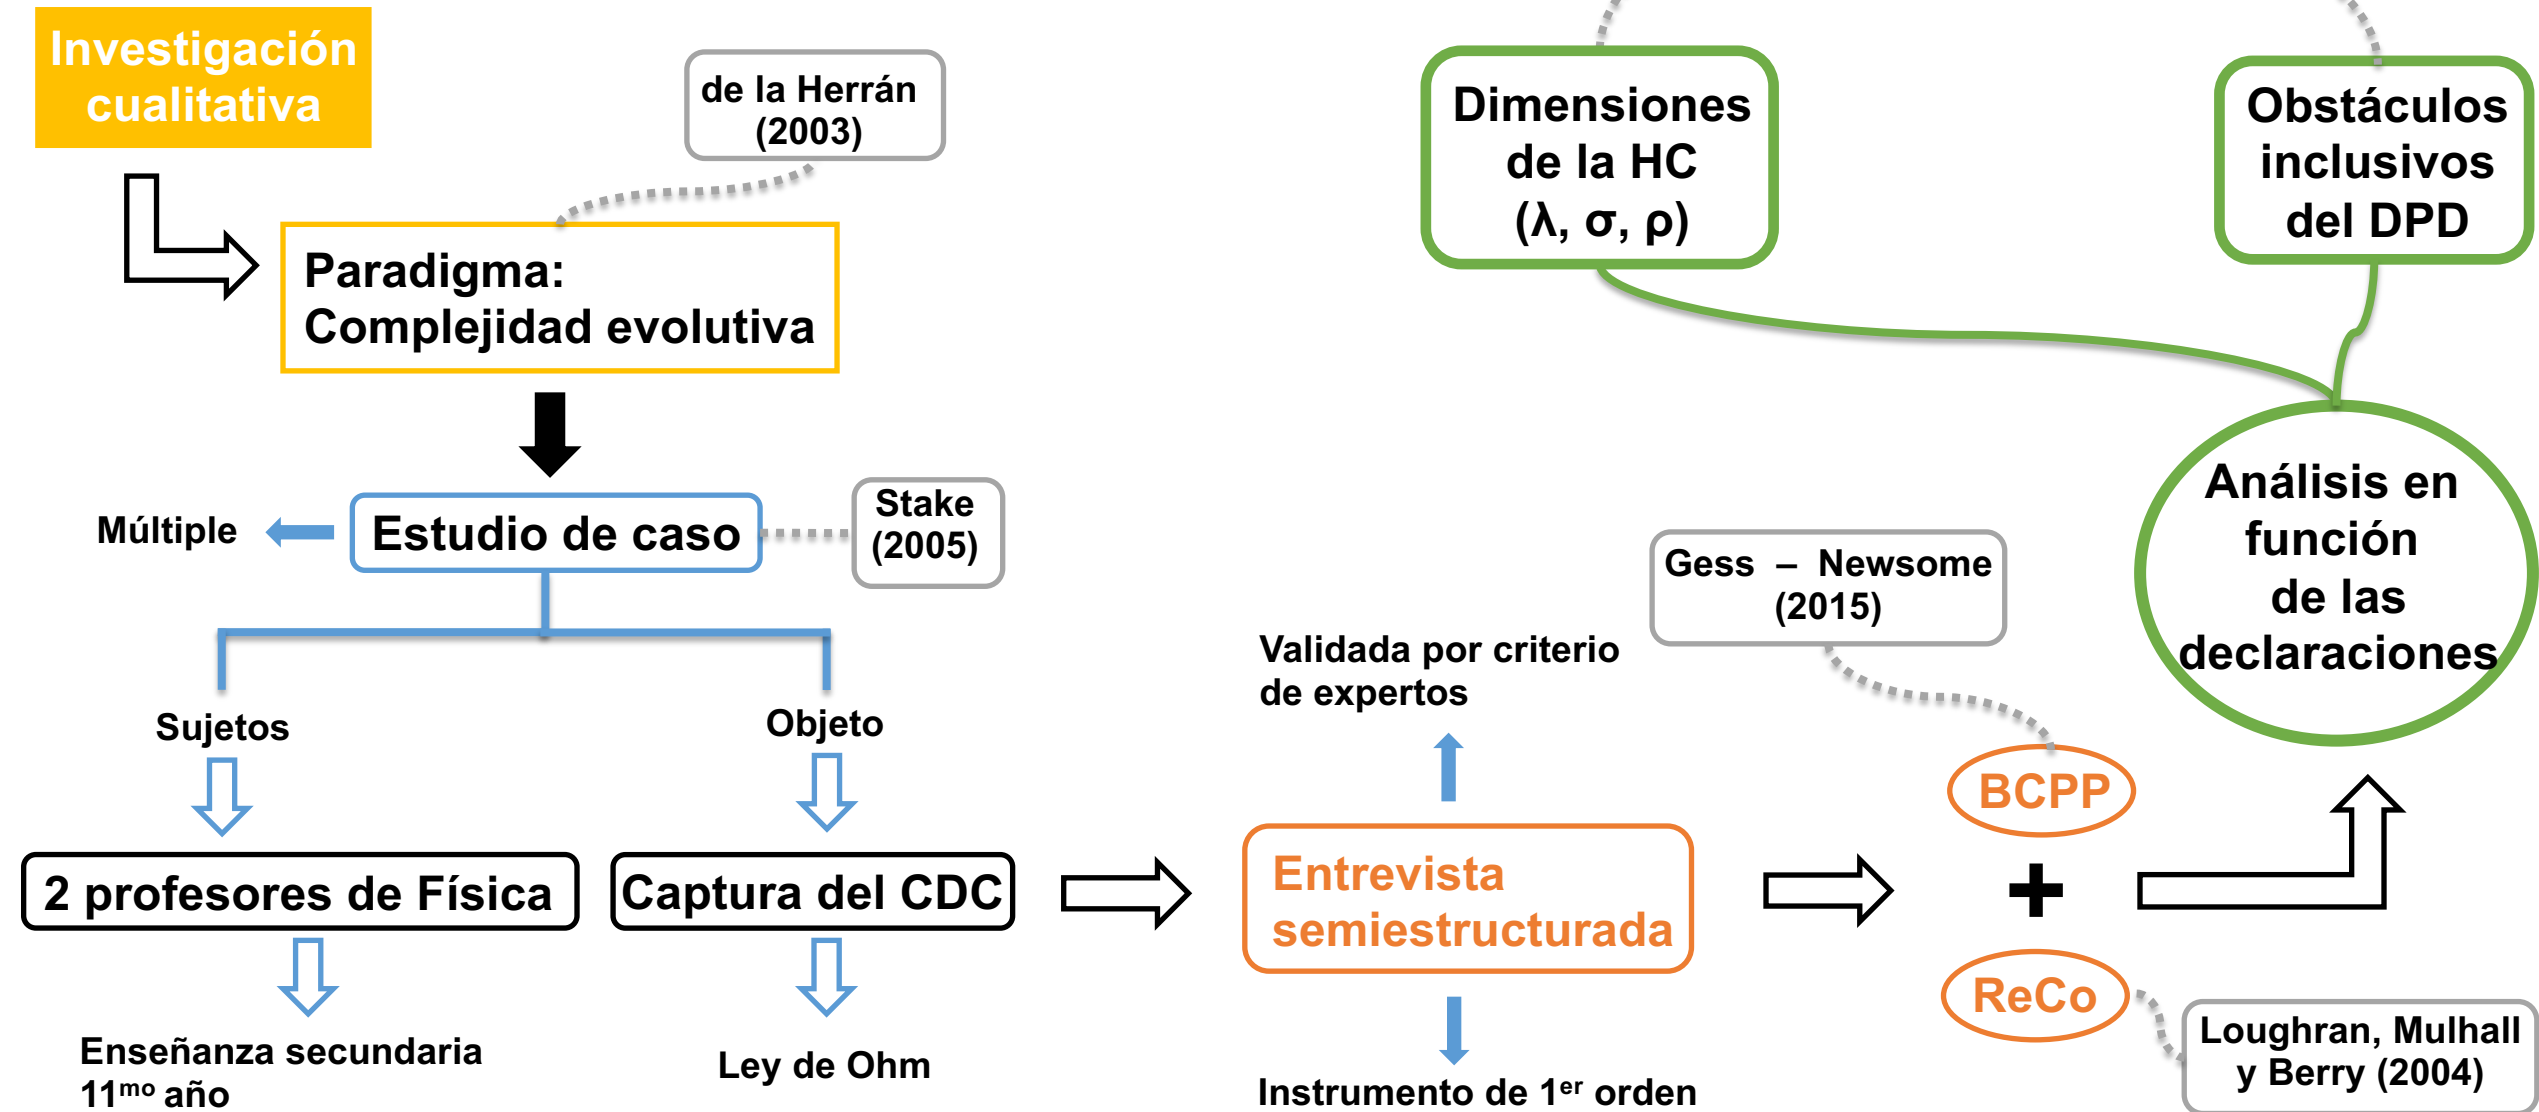 Investigación
cualitativa
de la Herrán
(2003)
Paradigma:
Complejidad evolutiva
Múltiple
Estudio de caso
Stake
(2005)
Sujetos
Objeto
2 profesores de Física
Captura del CDC
Enseñanza secundaria
11ᵐᵒ año
Ley de Ohm
Validada por criterio
de expertos
Entrevista
semiestructurada
Instrumento de 1ᵉʳ orden
Gess – Newsome
(2015)
BCPP
+
ReCo
Loughran, Mulhall
y Berry (2004)
Dimensiones
de la HC
(λ, σ, ρ)
Obstáculos
inclusivos
del DPD
Análisis en
función
de las
declaraciones